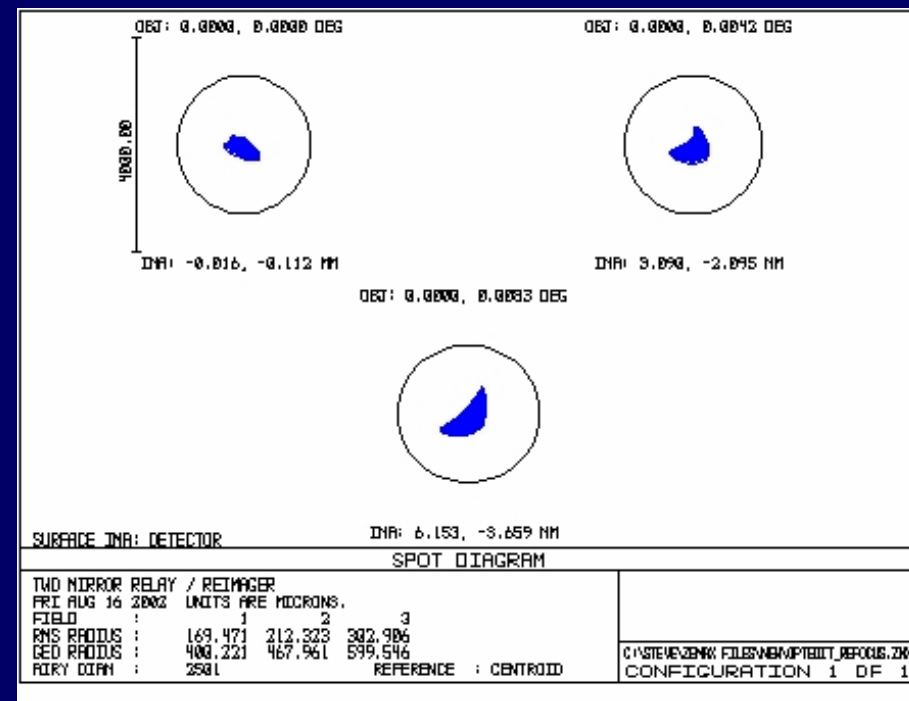 OBJ: 0.0000, 0.0000 DEG
OBJ: 0.0000, 0.0042 DEG
4000.00
IMA: -0.016, -0.112 MM
IMA: 3.090, -2.095 MM
OBJ: 0.0000, 0.0083 DEG
IMA: 6.153, -3.659 MM
SURFACE IMA: DETECTOR
SPOT DIAGRAM
TWO MIRROR RELAY / REIMAGER
FRI AUG 16 2002 UNITS ARE MICRONS.
FIELD : 1 2 3
RMS RADIUS : 169.471 212.323 302.906
GEO RADIUS : 400.221 467.961 599.546
AIRY DIAM : 2501 REFERENCE : CENTROID
CONFIGURATION 1 OF 1